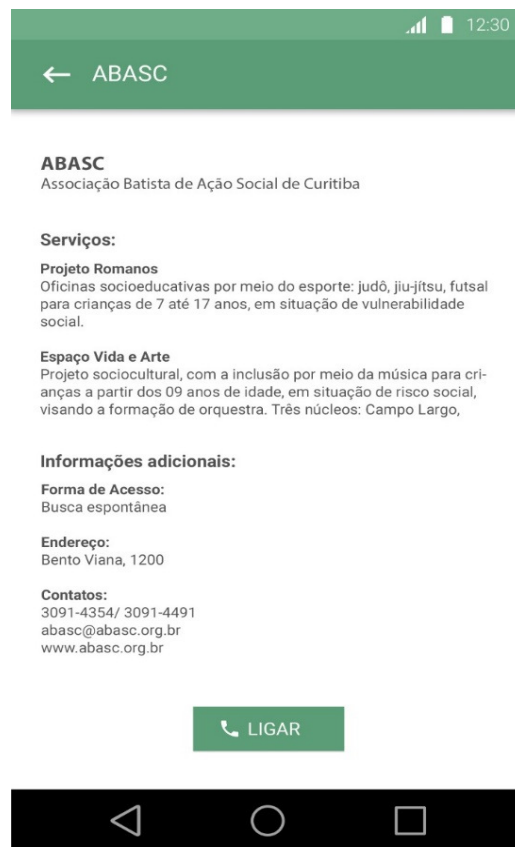 12:30
ABASC
ABASC
Associação Batista de Ação Social de Curitiba
Serviços:
Projeto Romanos
Oficinas socioeducativas por meio do esporte: judô, jiu-jítsu, futsal
para crianças de 7 até 17 anos, em situação de vulnerabilidade
social.
Espaço Vida e Arte
Projeto sociocultural, com a inclusão por meio da música para cri-
anças a partir dos 09 anos de idade, em situação de risco social,
visando a formação de orquestra. Três núcleos: Campo Largo,
Informações adicionais:
Forma de Acesso:
Busca espontânea
Endereço:
Bento Viana, 1200
Contatos:
3091-4354/ 3091-4491
abasc@abasc.org.br
www.abasc.org.br
LIGAR